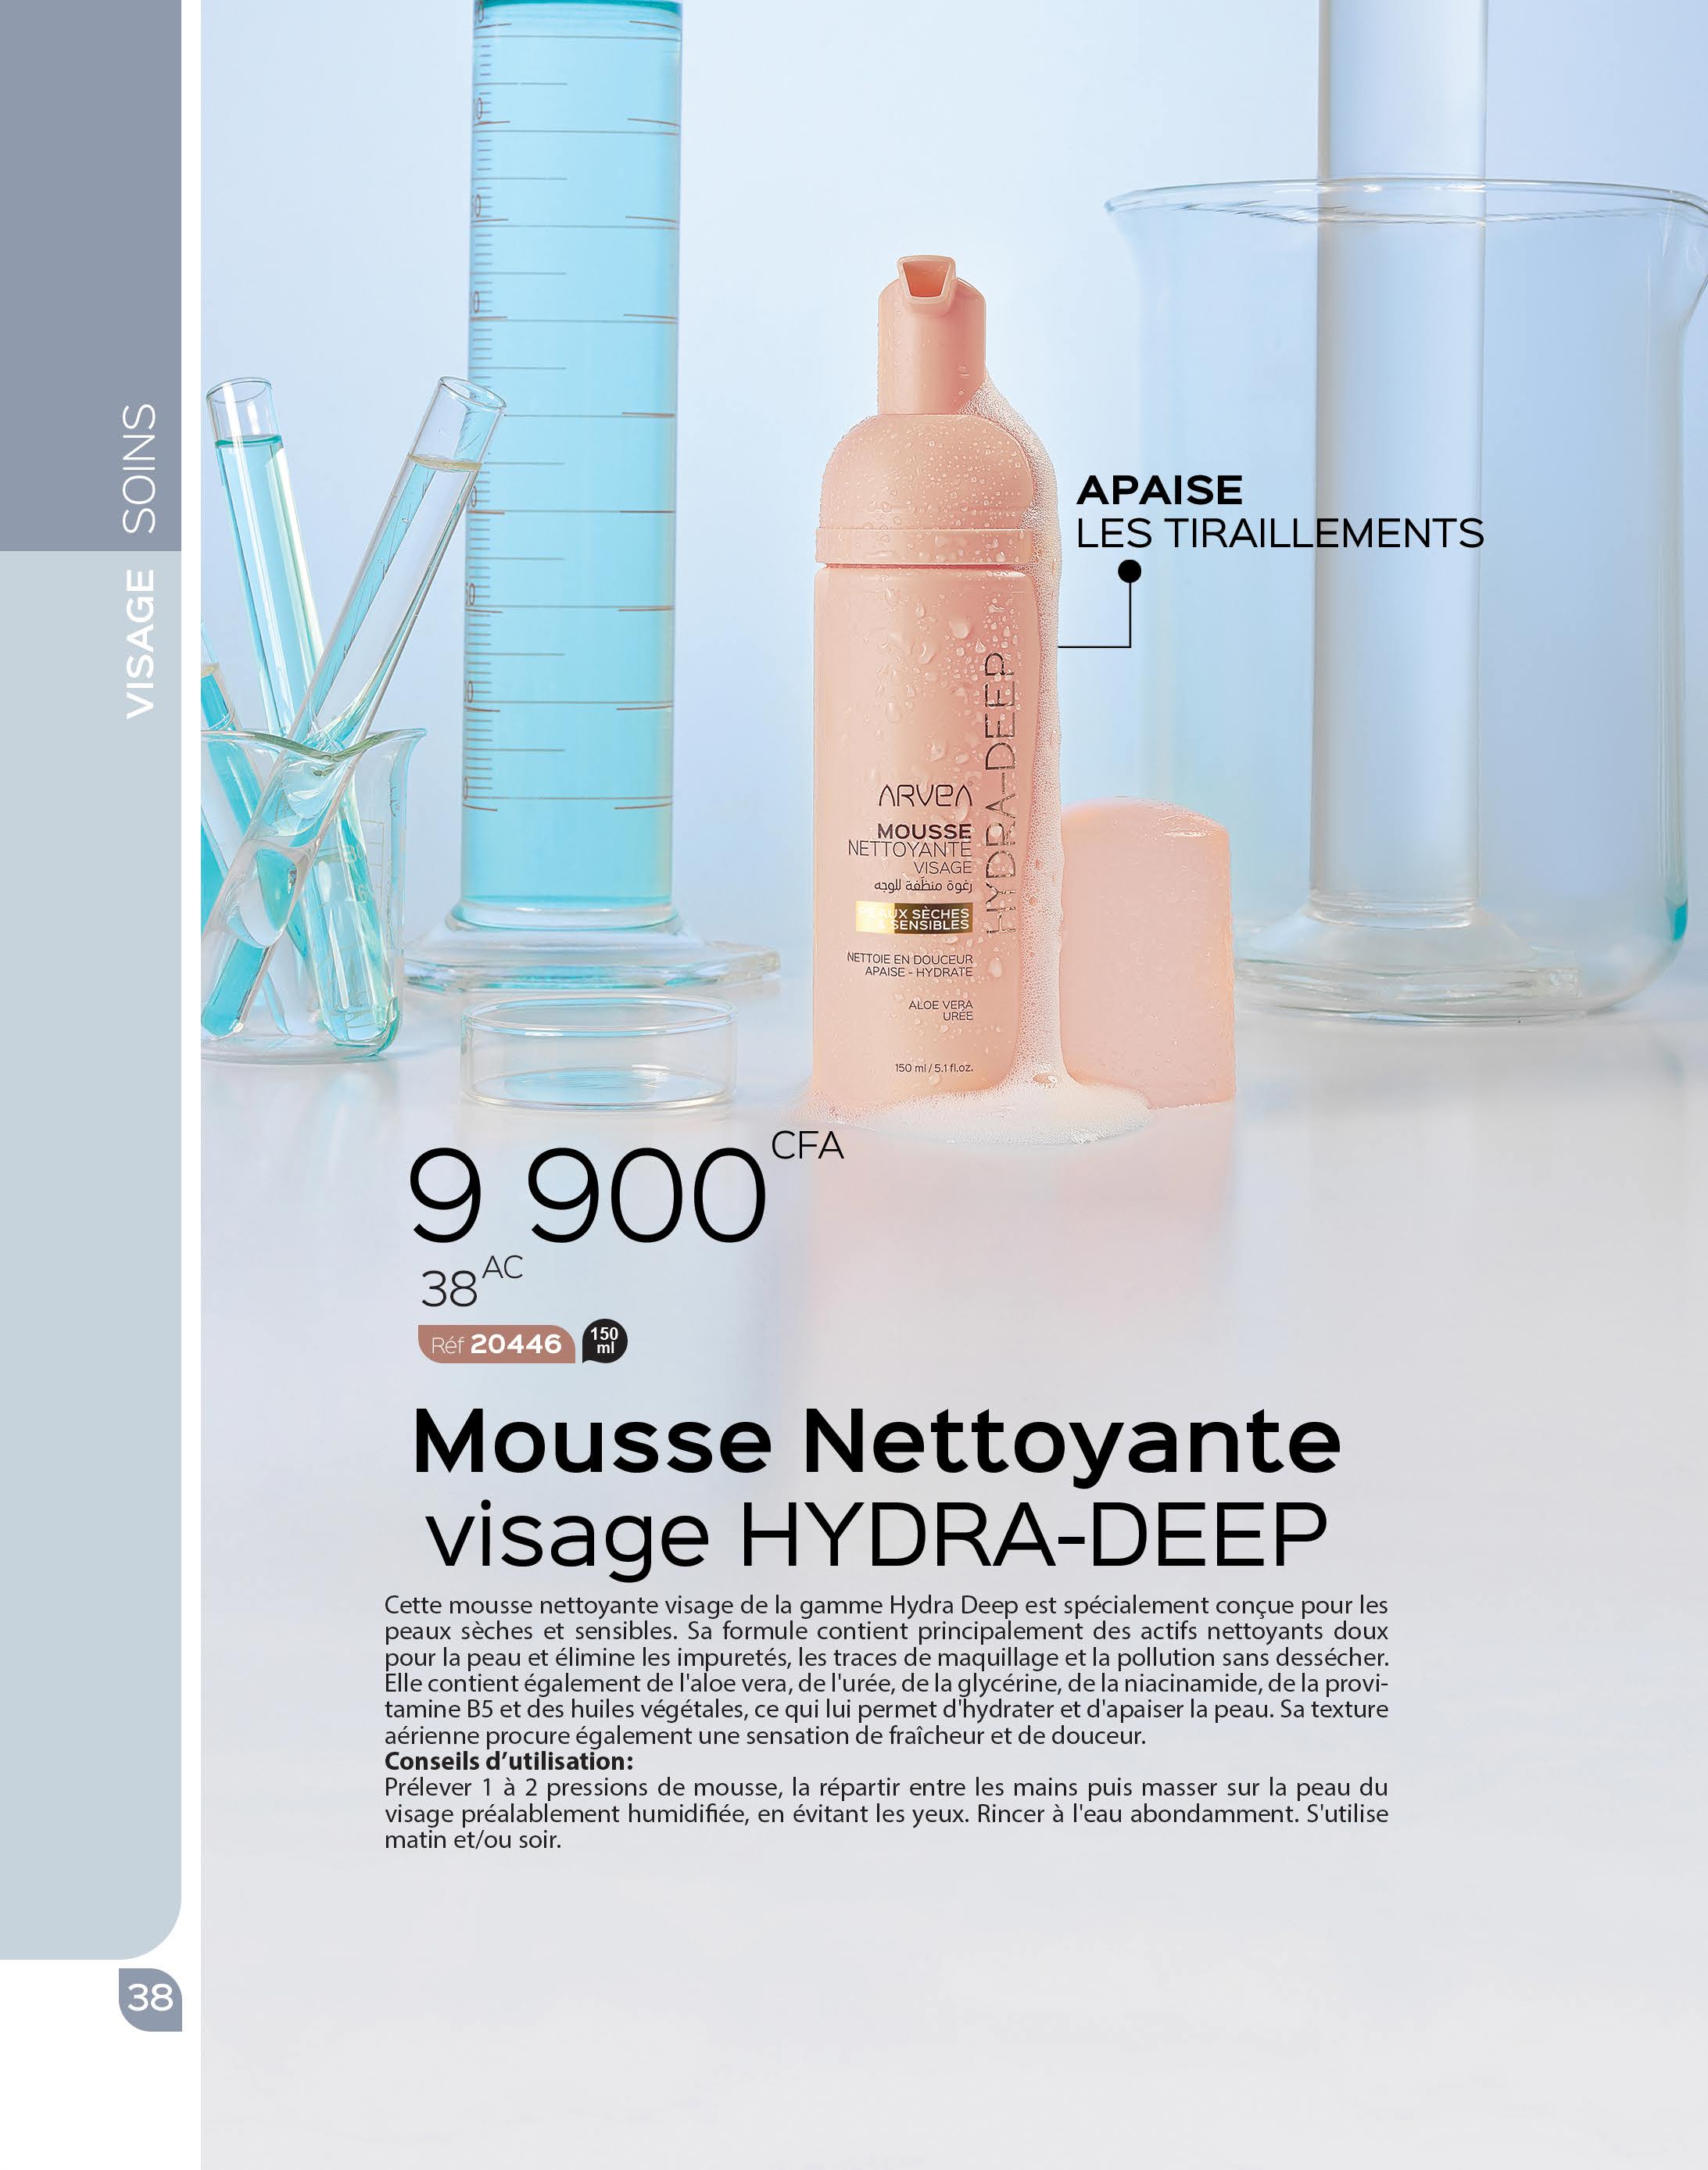 SOINS
VISAGE
APAISE
LES TIRAILLEMENTS
HYDRA-DEEP
ARVEA
MOUSSE
NETTOYANTE
VISAGE
رغوة منظفة للوجه
PEAUX SÈCHES
SENSIBLES
NETTOIE EN DOUCEUR
APAISE - HYDRATE
ALOE VERA
URÉE
150 ml / 5.1 fl.oz.
9 900 CFA
38 AC
Réf 20446
150
ml
Mousse Nettoyante
visage HYDRA-DEEP
Cette mousse nettoyante visage de la gamme Hydra Deep est spécialement conçue pour les
peaux sèches et sensibles. Sa formule contient principalement des actifs nettoyants doux
pour la peau et élimine les impuretés, les traces de maquillage et la pollution sans dessécher.
Elle contient également de l'aloe vera, de l'urée, de la glycérine, de la niacinamide, de la provi-
tamine B5 et des huiles végétales, ce qui lui permet d'hydrater et d'apaiser la peau. Sa texture
aérienne procure également une sensation de fraîcheur et de douceur.
Conseils d’utilisation:
Prélever 1 à 2 pressions de mousse, la répartir entre les mains puis masser sur la peau du
visage préalablement humidifiée, en évitant les yeux. Rincer à l'eau abondamment. S'utilise
matin et/ou soir.
38